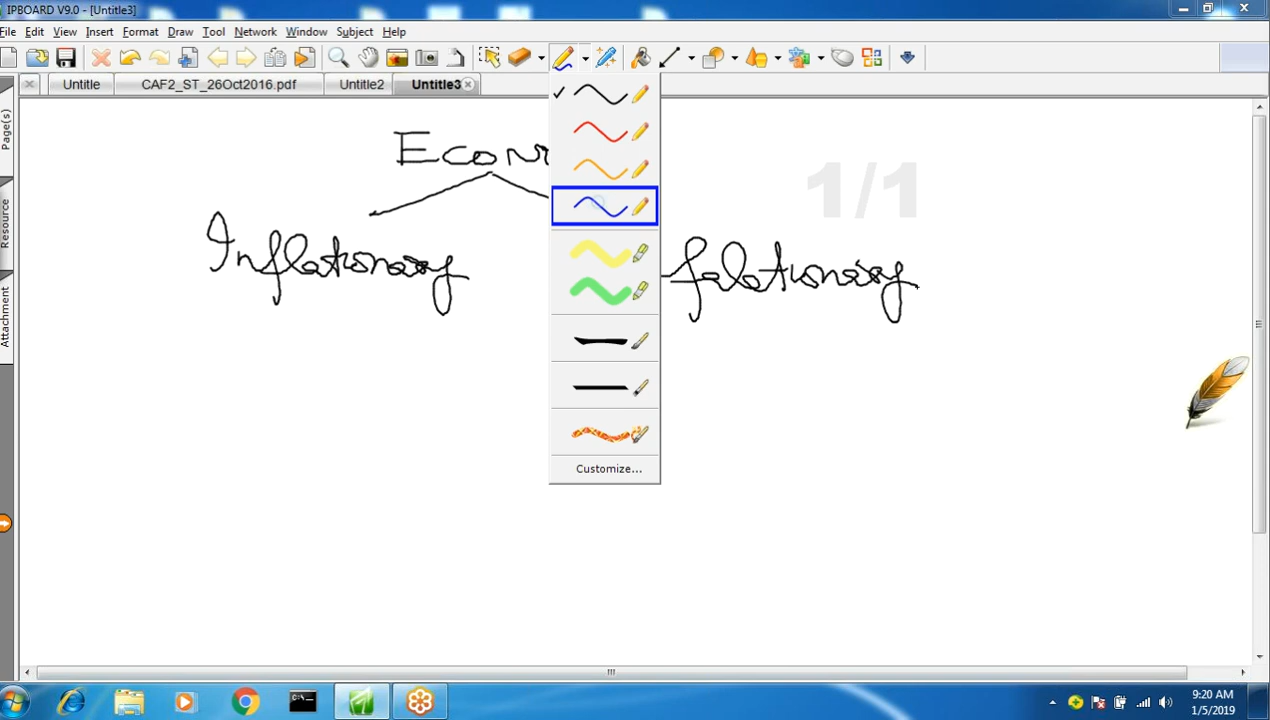 IPBOARD V9.0 - [Untitle3]
File Edit View Insert Format Draw Tool Network Window Subject Help
Untitle CAF2_ST_26Oct2016.pdf Untitle2 Untitle3
Page(s)
Resource
Attachment
1/1
Econ
Inflationary
Customize...
9:20 AM
1/5/2019